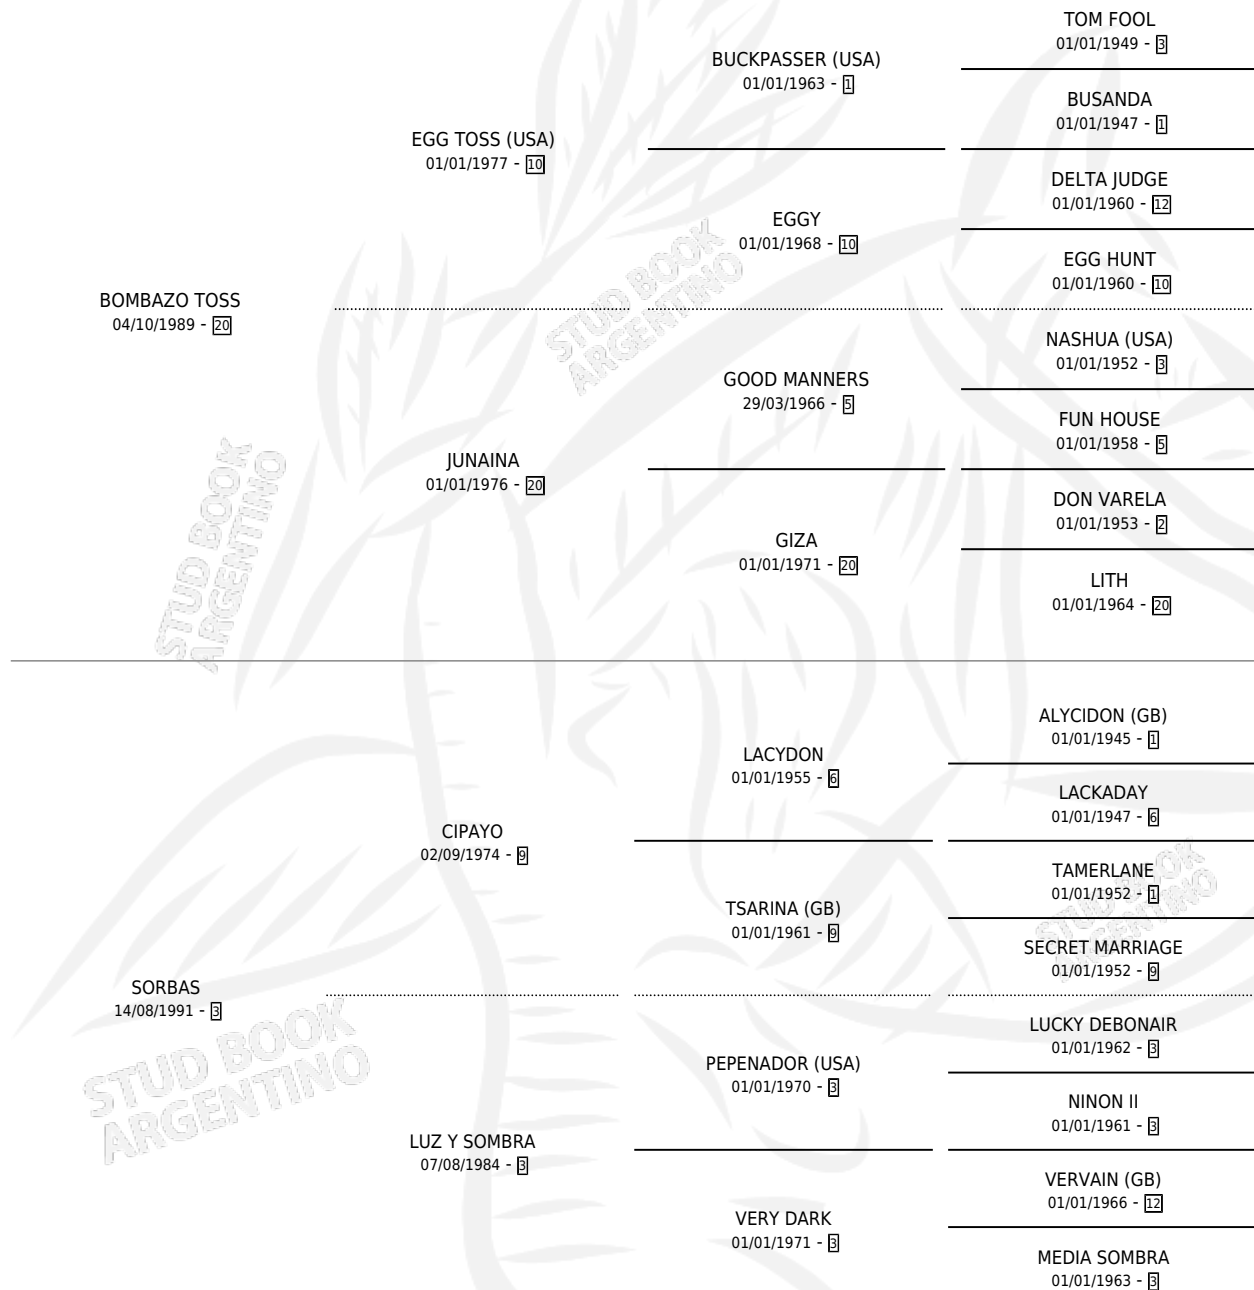 TOM FOOL
01/01/1949 - 3
BUCKPASSER (USA)
01/01/1963 - 1
BUSANDA
01/01/1947 - 1
EGG TOSS (USA)
01/01/1977 - 10
DELTA JUDGE
01/01/1960 - 12
EGGY
01/01/1968 - 10
EGG HUNT
01/01/1960 - 10
BOMBAZO TOSS
04/10/1989 - 20
NASHUA (USA)
01/01/1952 - 3
GOOD MANNERS
29/03/1966 - 5
FUN HOUSE
01/01/1958 - 5
JUNAINA
01/01/1976 - 20
DON VARELA
01/01/1953 - 2
GIZA
01/01/1971 - 20
LITH
01/01/1964 - 20
ALYCIDON (GB)
01/01/1945 - 1
LACYDON
01/01/1955 - 6
LACKADAY
01/01/1947 - 6
CIPAYO
02/09/1974 - 9
TAMERLANE
01/01/1952 - 1
TSARINA (GB)
01/01/1961 - 9
SECRET MARRIAGE
01/01/1952 - 9
SORBAS
14/08/1991 - 3
LUCKY DEBONAIR
01/01/1962 - 3
PEPENADOR (USA)
01/01/1970 - 3
NINON II
01/01/1961 - 3
LUZ Y SOMBRA
07/08/1984 - 3
VERVAIN (GB)
01/01/1966 - 12
VERY DARK
01/01/1971 - 3
MEDIA SOMBRA
01/01/1963 - 3
STUD BOOK
ARGENTINO
STUD BOOK
ARGENTINO
STUD BOOK
ARGENTINO
STUD BOOK
ARGENTINO